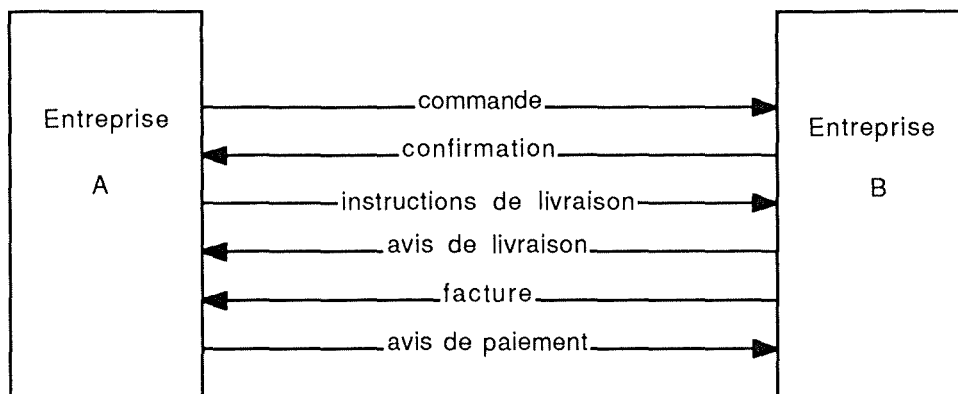 Entreprise
A
commande
confirmation
instructions de livraison
avis de livraison
facture
avis de paiement
Entreprise
B